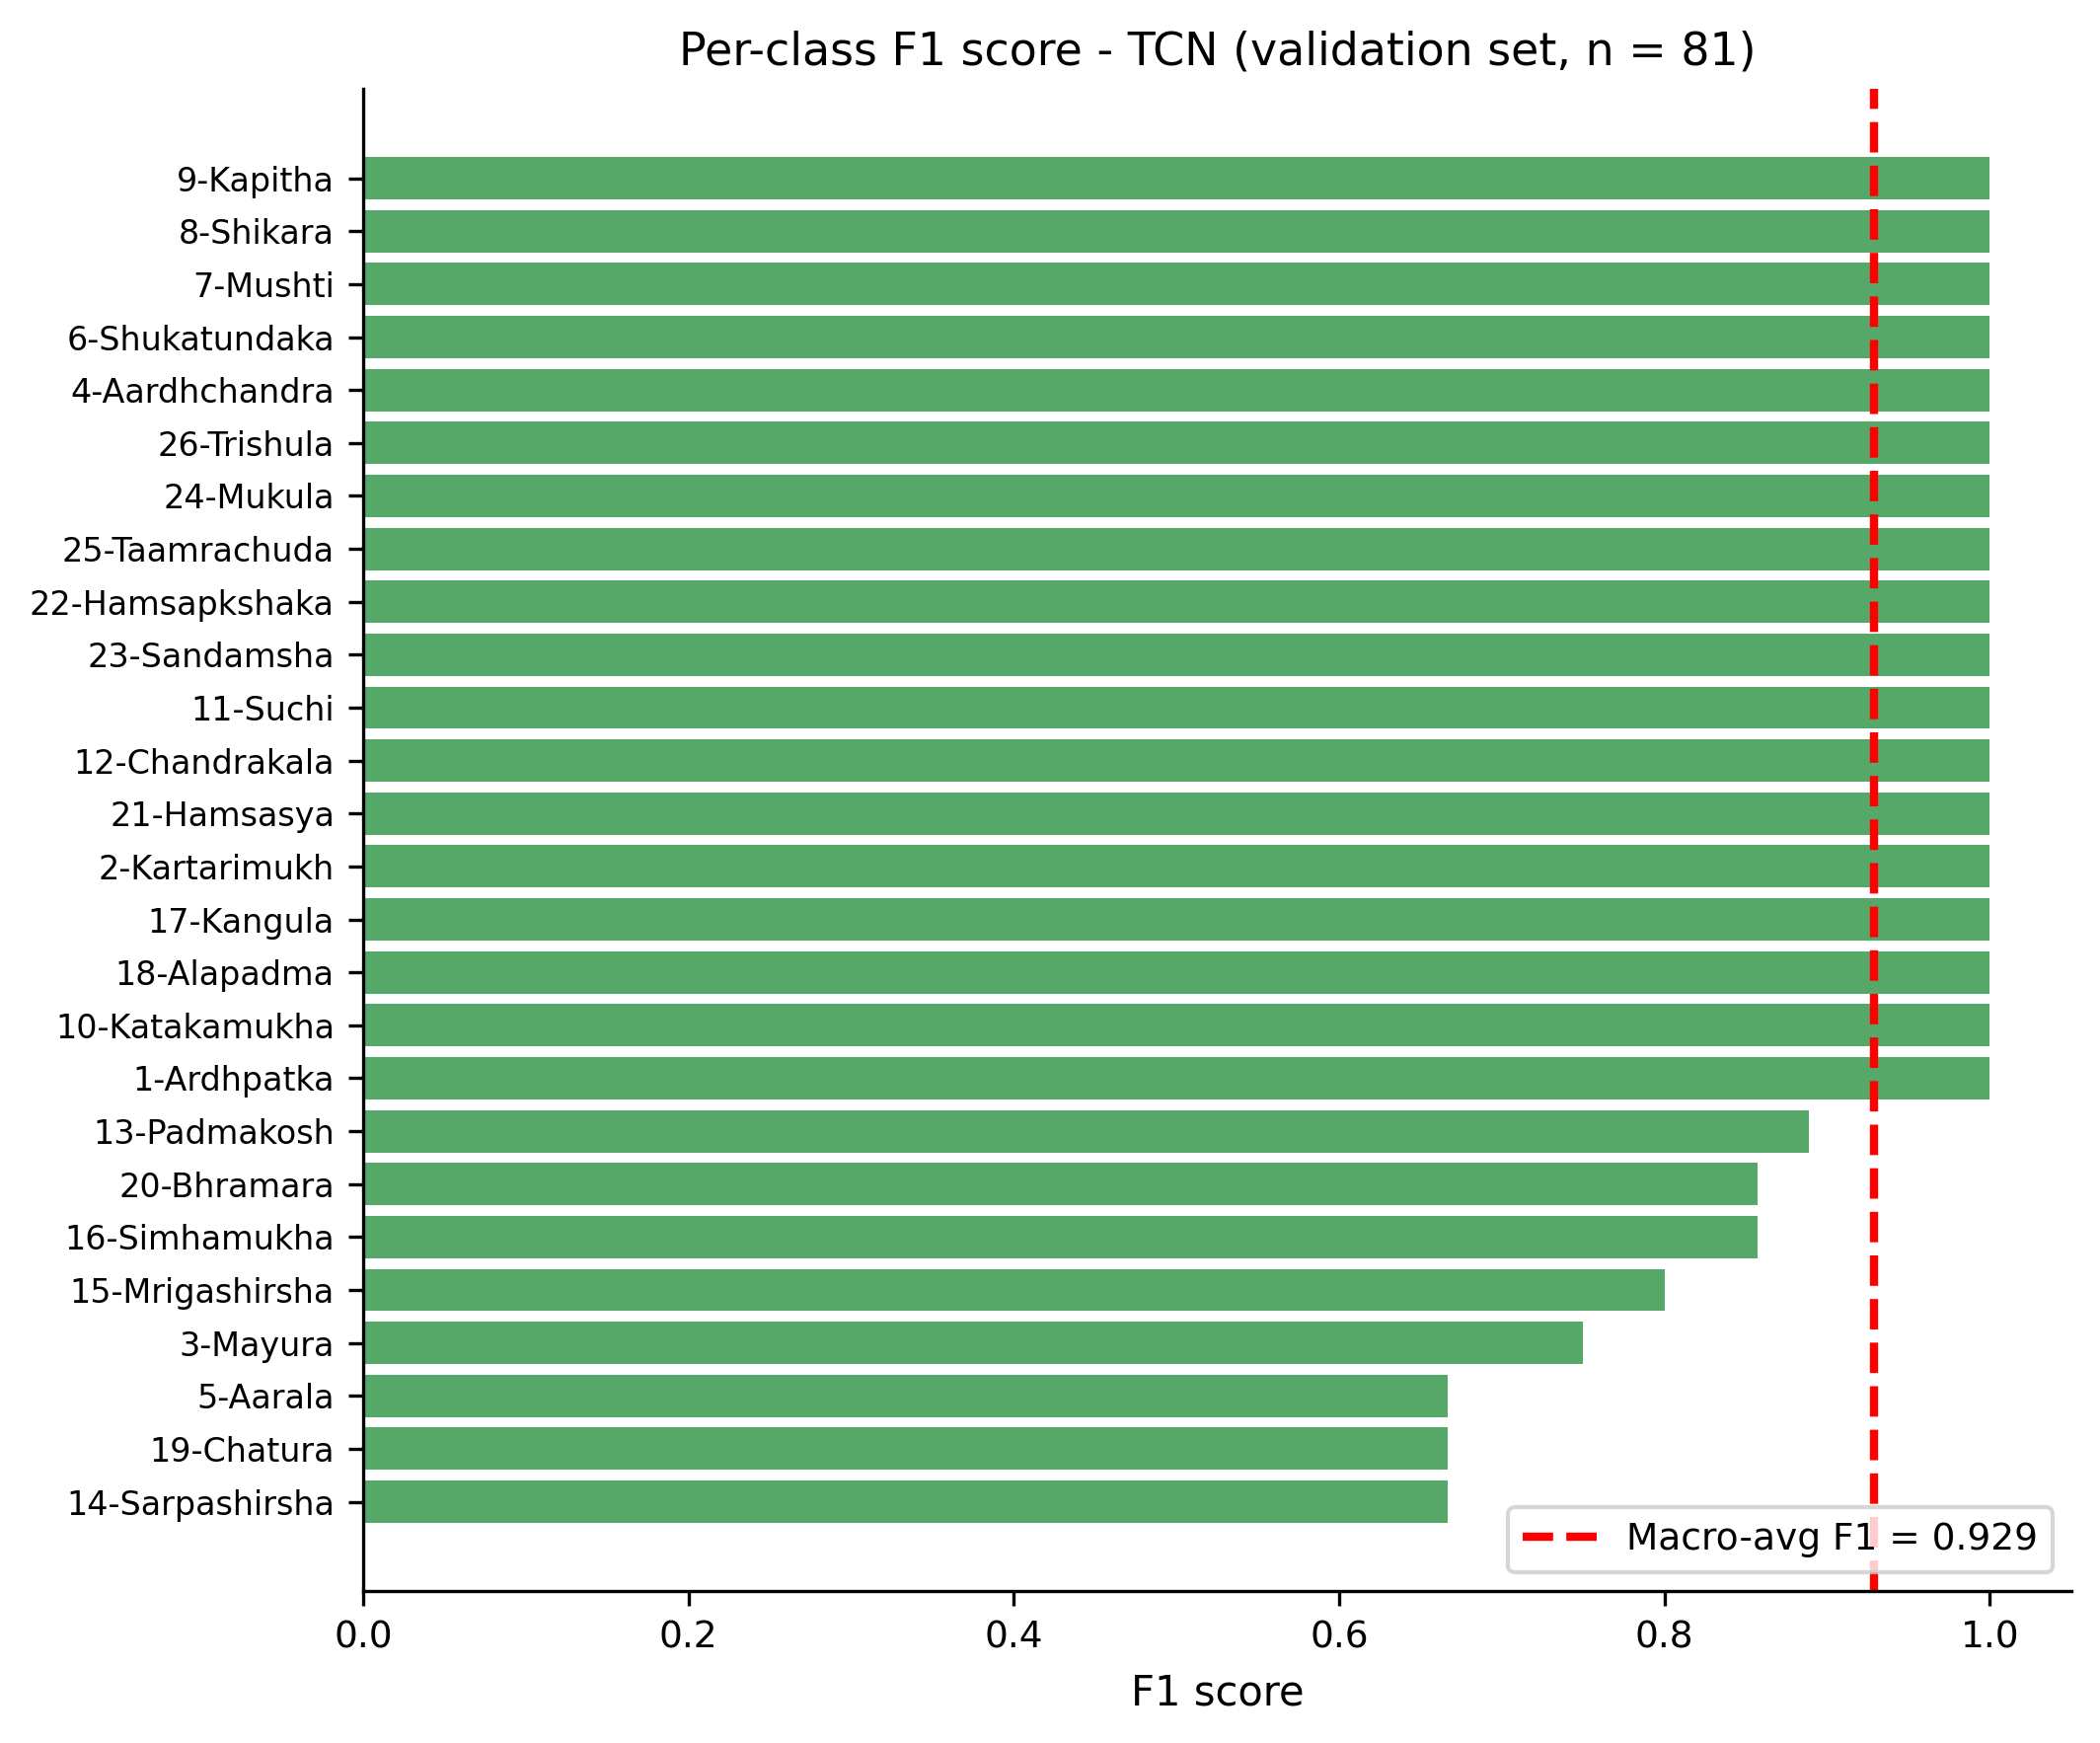 Per-class F1 score - TCN (validation set, n = 81)
9-Kapitha
8-Shikara
7-Mushti
6-Shukatundaka
4-Aardhchandra
26-Trishula
24-Mukula
25-Taamrachuda
22-Hamsapkshaka
23-Sandamsha
11-Suchi
12-Chandrakala
21-Hamsasya
2-Kartarimukh
17-Kangula
18-Alapadma
10-Katakamukha
1-Ardhpatka
13-Padmakosh
20-Bhramara
16-Simhamukha
15-Mrigashirsha
3-Mayura
5-Aarala
19-Chatura
14-Sarpashirsha
Macro-avg F1 = 0.929
0.0 0.2 0.4 0.6 0.8 1.0
F1 score